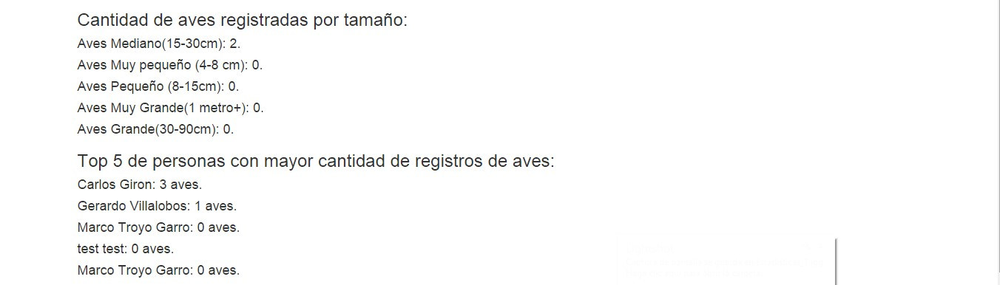 Cantidad de aves registradas por tamaño:
Aves Mediano(15-30cm): 2.
Aves Muy pequeño (4-8 cm): 0.
Aves Pequeño (8-15cm): 0.
Aves Muy Grande(1 metro+): 0.
Aves Grande(30-90cm): 0.
Top 5 de personas con mayor cantidad de registros de aves:
Carlos Giron: 3 aves.
Gerardo Villalobos: 1 aves.
Marco Troyo Garro: 0 aves.
test test: 0 aves.
Marco Troyo Garro: 0 aves.